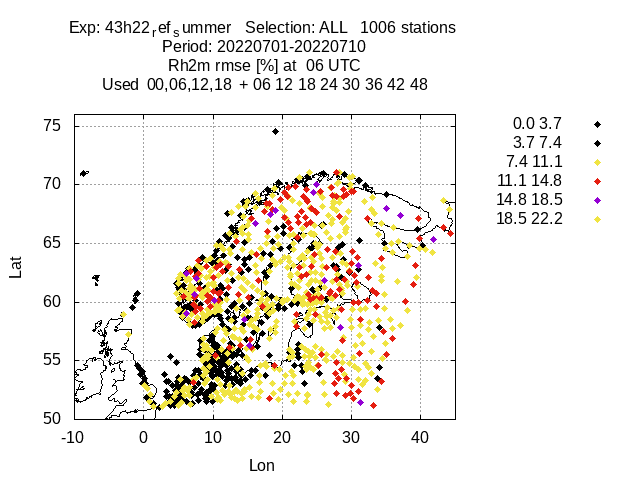 Exp: 43h22ref_summer Selection: ALL 1006 stations
Period: 20220701-20220710
Rh2m rmse [%] at 06 UTC
Used 00,06,12,18 + 06 12 18 24 30 36 42 48
0.0 3.7
3.7 7.4
7.4 11.1
11.1 14.8
14.8 18.5
18.5 22.2
75
70
65
60
55
50
Lat
-10 0 10 20 30 40
Lon